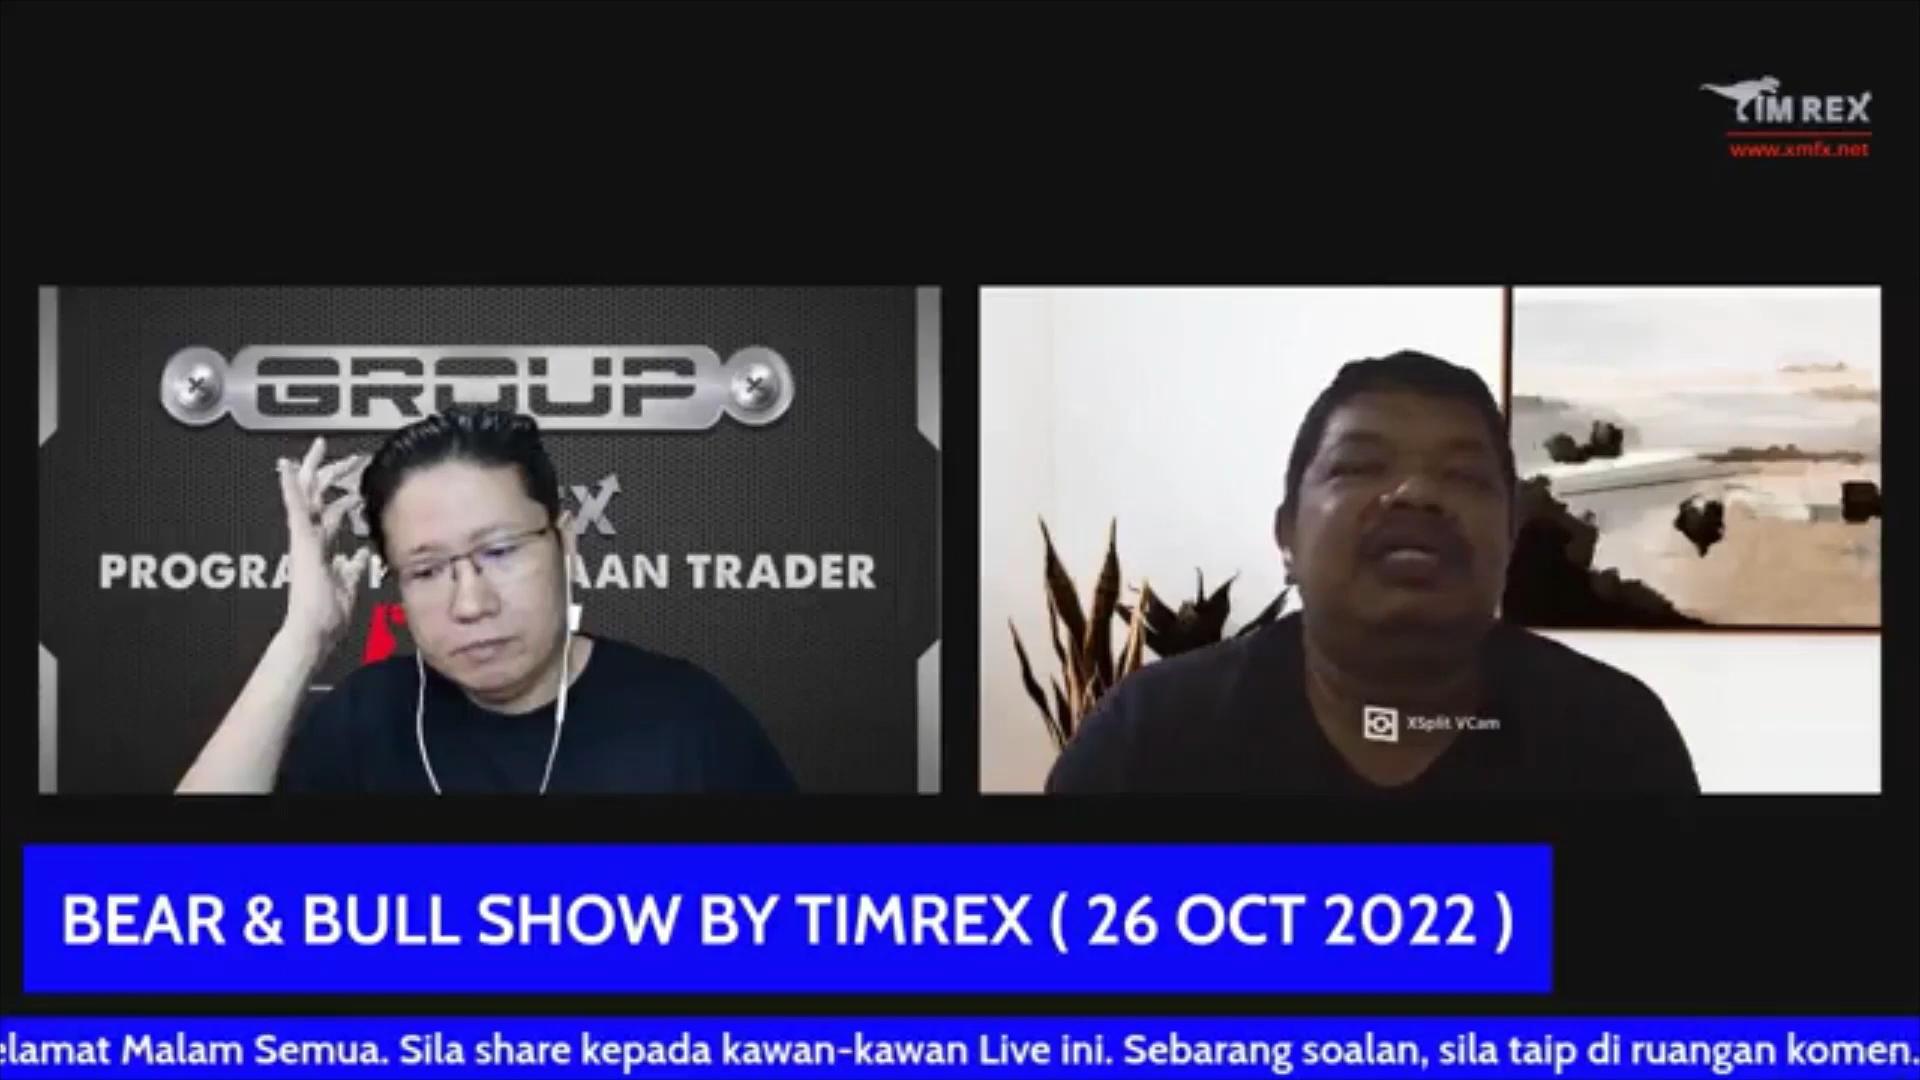 TIM REX
www.xmfx.net
GROUP
EX
PROGRA AAN TRADER
XSplit VCam
BEAR & BULL SHOW BY TIMREX ( 26 OCT 2022 )
elamat Malam Semua. Sila share kepada kawan-kawan Live ini. Sebarang soalan, sila taip di ruangan komen.